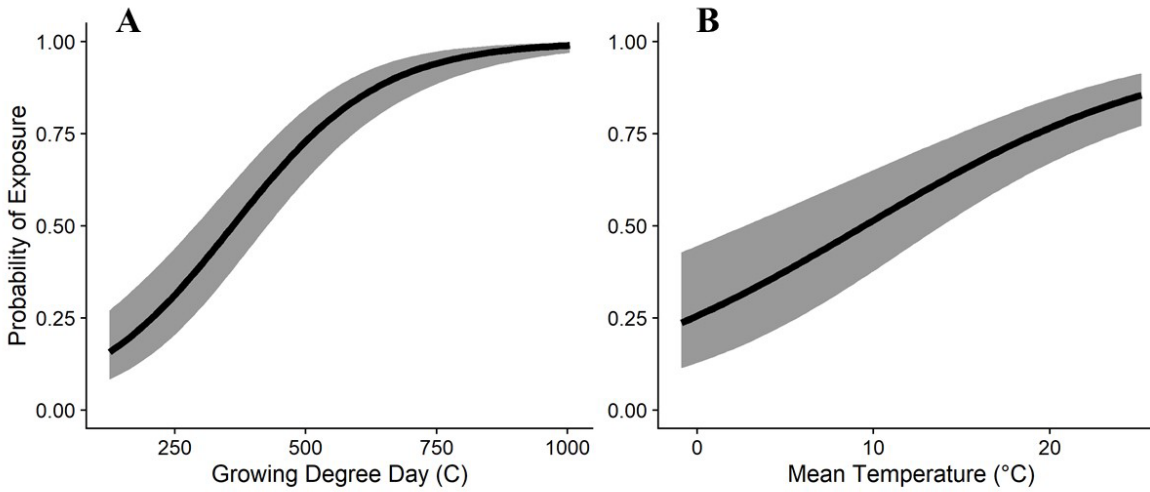 A
Probability of Exposure
1.00
0.75
0.50
0.25
0.00
250 500 750 1000
Growing Degree Day (C)
B
1.00
0.75
0.50
0.25
0.00
0 10 20
Mean Temperature (°C)